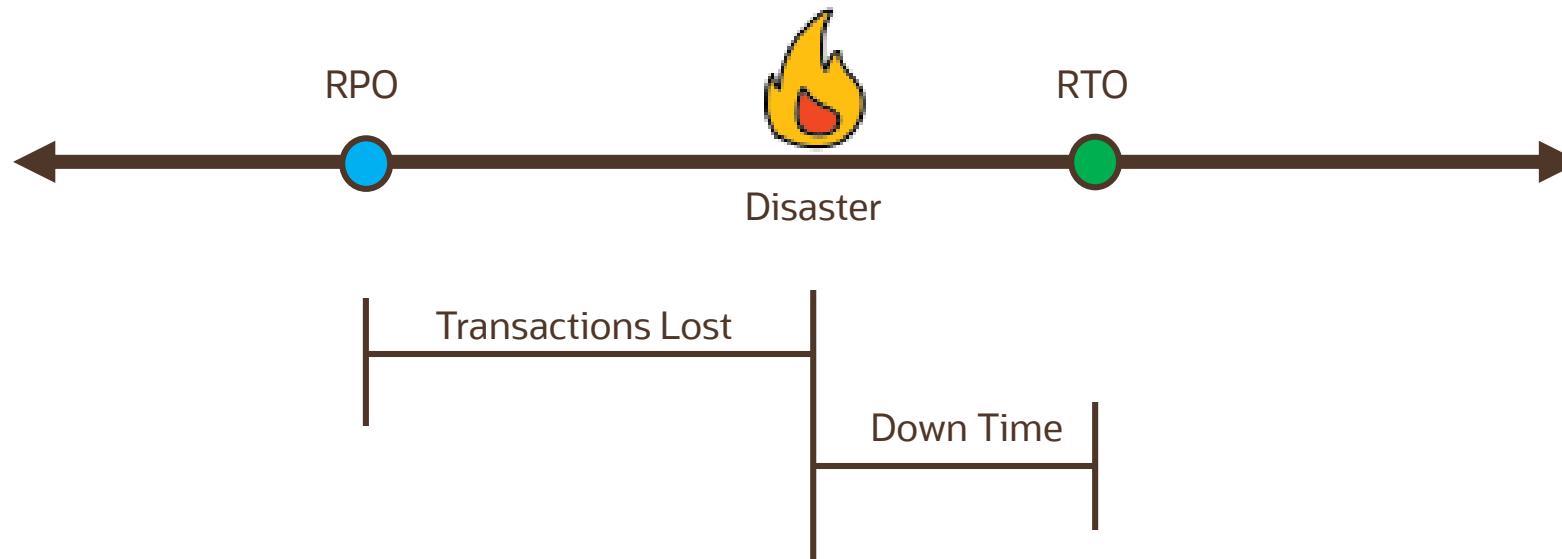 RPO
RTO
Disaster
Transactions Lost
Down Time